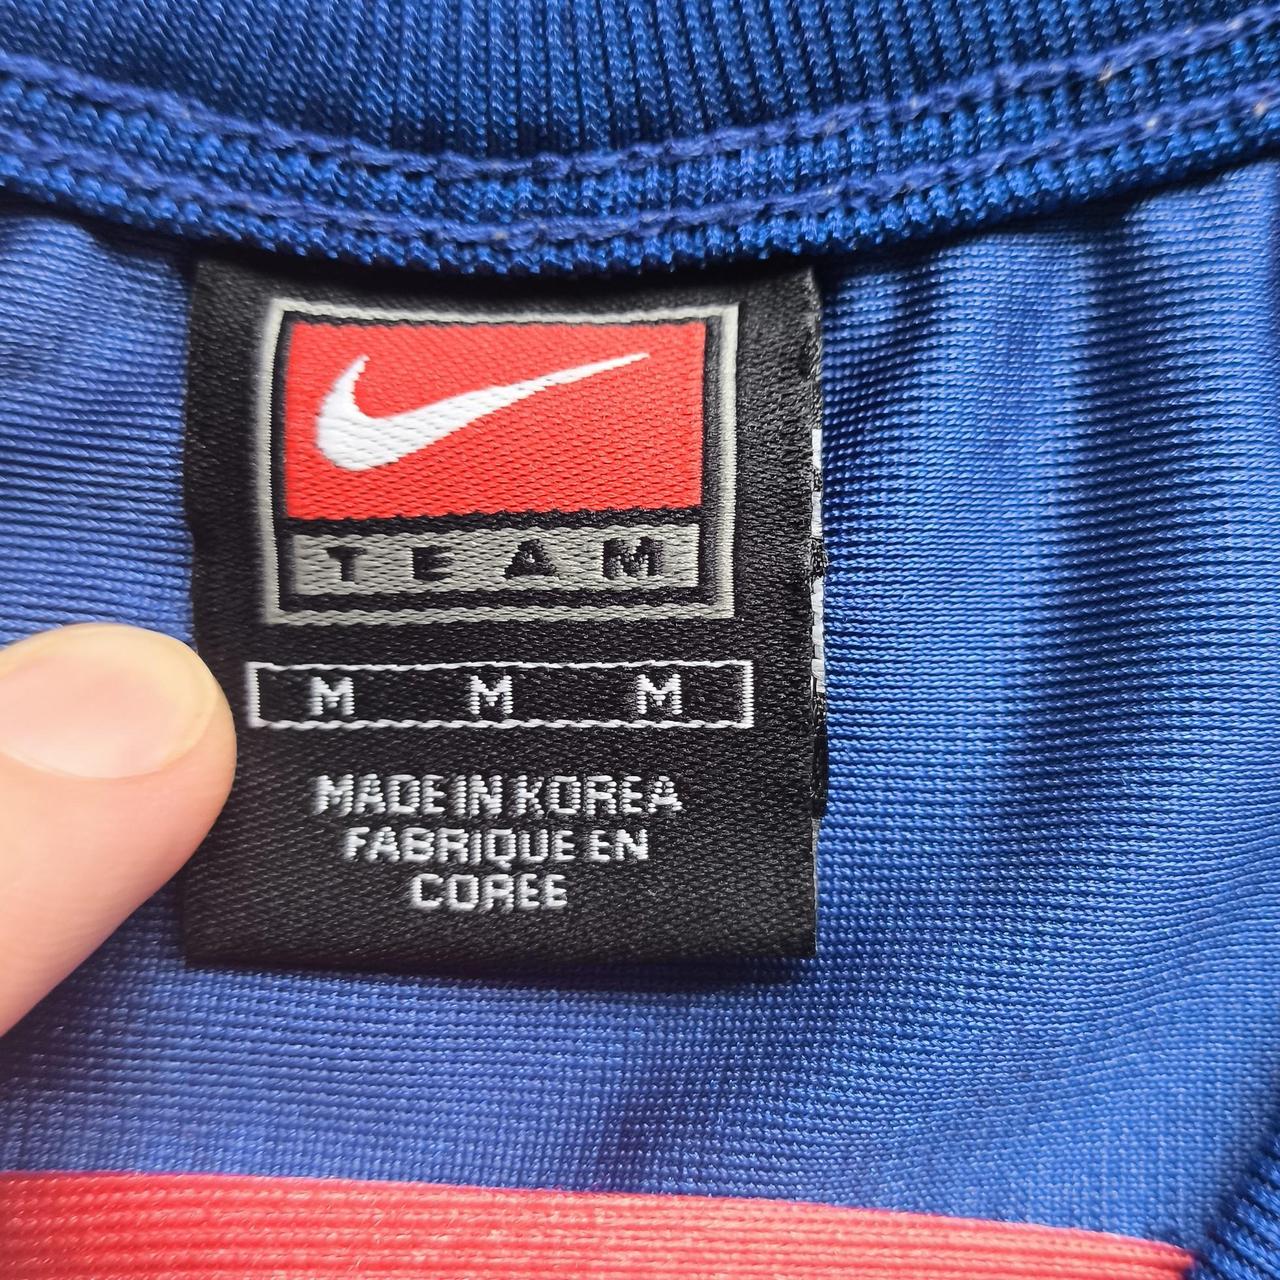 TEAM
M M M
MADE IN KOREA
FABRIQUE EN
COREE